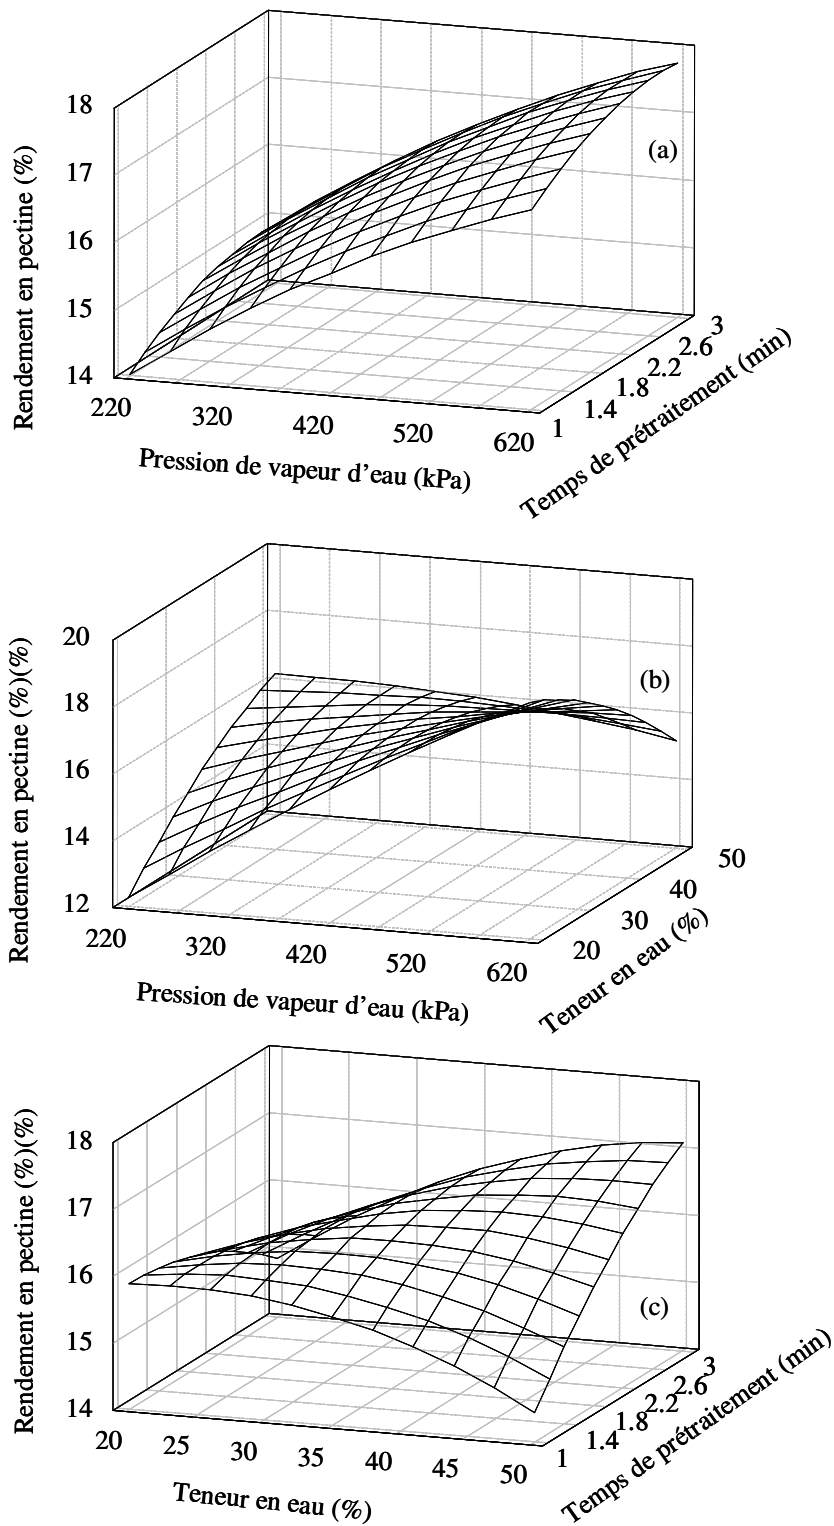 18
17
16
15
14
Rendement en pectine (%)
(a)
220 320 420 520 620
Pression de vapeur d’eau (kPa)
1 1.4 1.8 2.2 2.6 3
Temps de prétraitement (min)
20
18
16
14
12
Rendement en pectine (%)(%)
(b)
220 320 420 520 620
Pression de vapeur d’eau (kPa)
20 30 40 50
Teneur en eau (%)
18
17
16
15
14
Rendement en pectine (%)(%)
(c)
20 25 30 35 40 45 50
Teneur en eau (%)
1 1.4 1.8 2.2 2.6 3
Temps de prétraitement (min)